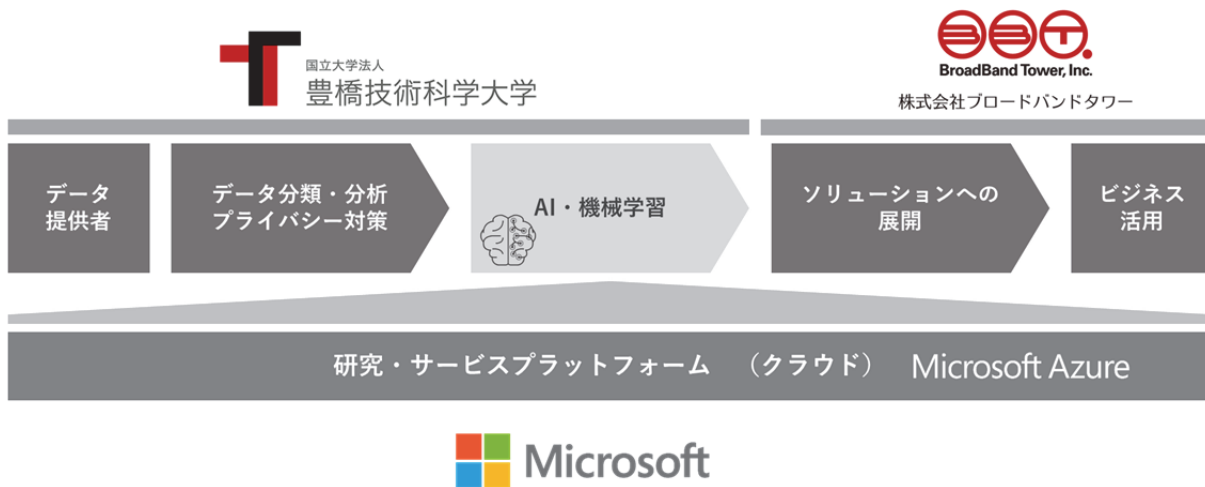 国立大学法人
豊橋技術科学大学
BBT.
BroadBand Tower, Inc.
株式会社ブロードバンドタワー
データ
提供者
データ分類・分析
プライバシー対策
AI・機械学習
ソリューションへの
展開
ビジネス
活用
研究・サービスプラットフォーム （クラウド） Microsoft Azure
Microsoft